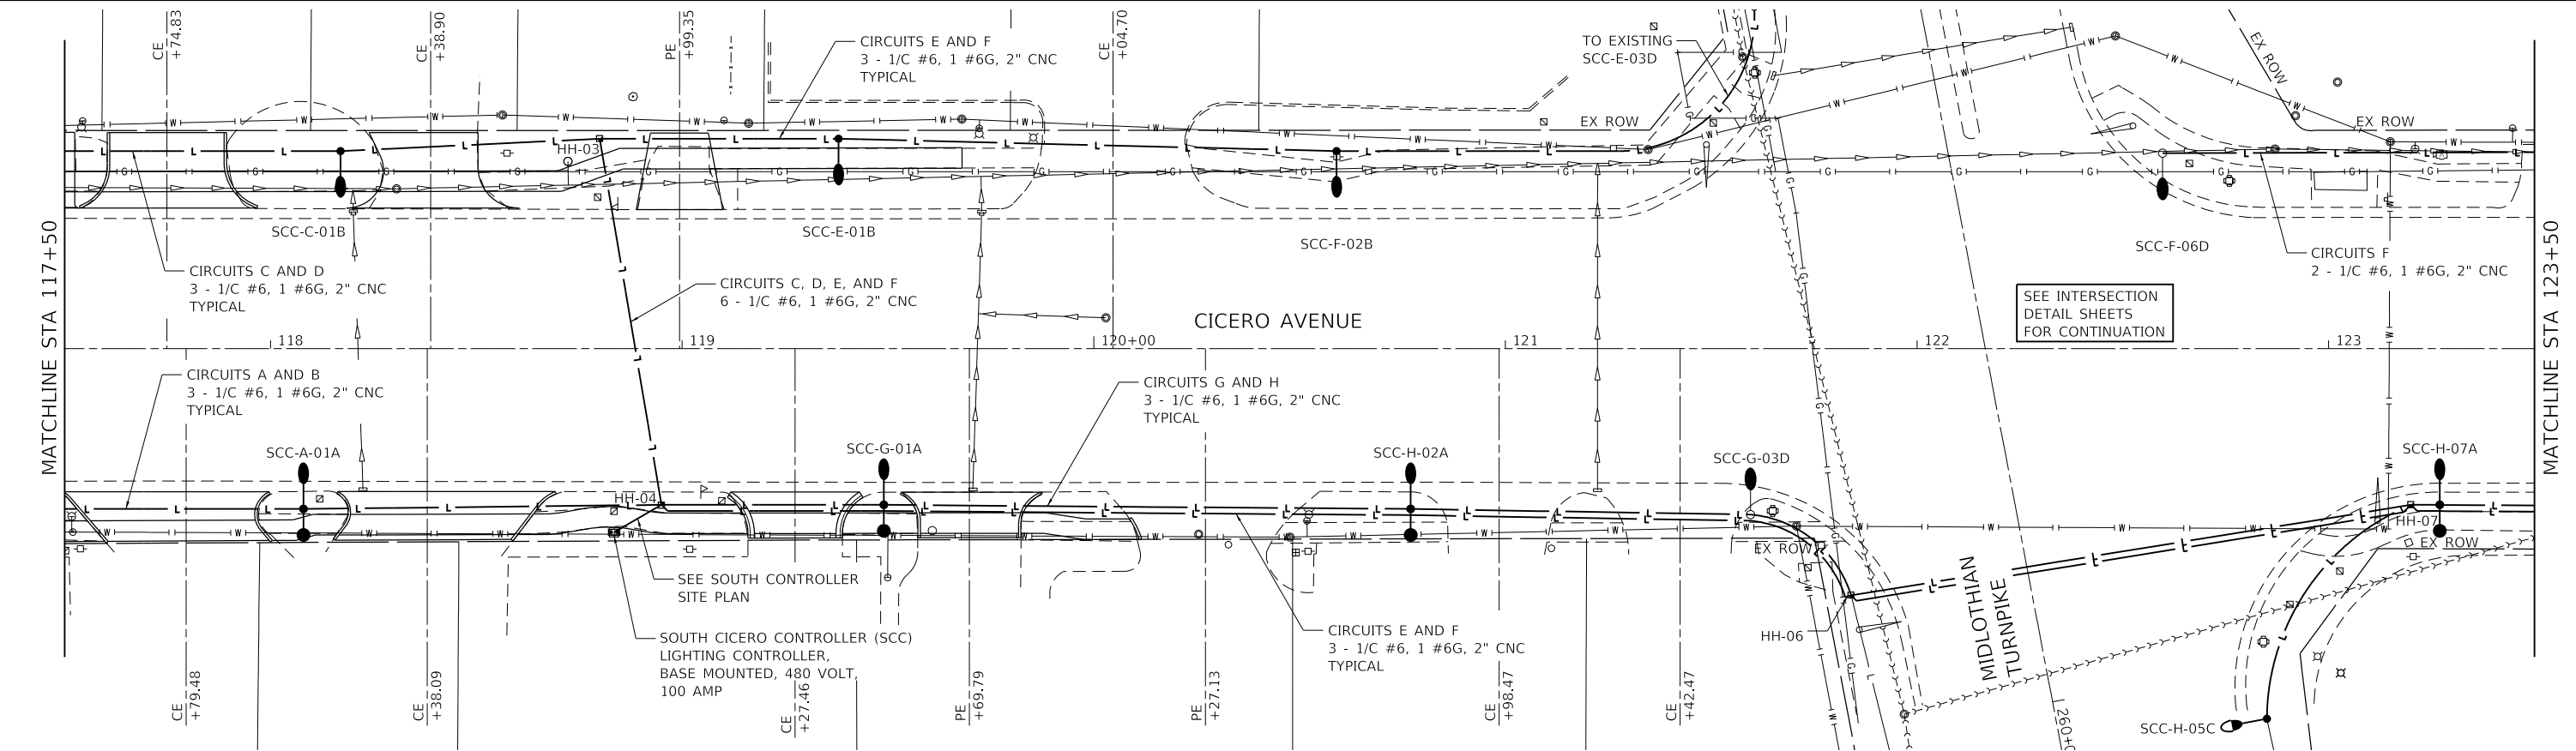 CE
+74.83
CE
+38.90
PE
+99.35
CE
+04.70
CIRCUITS E AND F
3 - 1/C #6, 1 #6G, 2" CNC
TYPICAL
TO EXISTING
SCC-E-03D
EX ROW
EX ROW
EX ROW
HH-03
SCC-C-01B
SCC-E-01B
SCC-F-02B
SCC-F-06D
CIRCUITS C AND D
3 - 1/C #6, 1 #6G, 2" CNC
TYPICAL
CIRCUITS C, D, E, AND F
6 - 1/C #6, 1 #6G, 2" CNC
CIRCUITS F
2 - 1/C #6, 1 #6G, 2" CNC
SEE INTERSECTION
DETAIL SHEETS
FOR CONTINUATION
MATCHLINE STA 117+50
MATCHLINE STA 123+50
CICERO AVENUE
118
119
120+00
121
122
123
CIRCUITS A AND B
3 - 1/C #6, 1 #6G, 2" CNC
TYPICAL
CIRCUITS G AND H
3 - 1/C #6, 1 #6G, 2" CNC
TYPICAL
SCC-A-01A
SCC-G-01A
SCC-H-02A
SCC-G-03D
SCC-H-07A
HH-04
HH-07
EX ROW
EX ROW
SEE SOUTH CONTROLLER
SITE PLAN
SOUTH CICERO CONTROLLER (SCC)
LIGHTING CONTROLLER,
BASE MOUNTED, 480 VOLT,
100 AMP
CIRCUITS E AND F
3 - 1/C #6, 1 #6G, 2" CNC
TYPICAL
HH-06
MIDLOTHIAN
TURNPIKE
SCC-H-05C
CE
+79.48
CE
+38.09
CE
+27.46
PE
+69.79
PE
+27.13
CE
+98.47
CE
+42.47